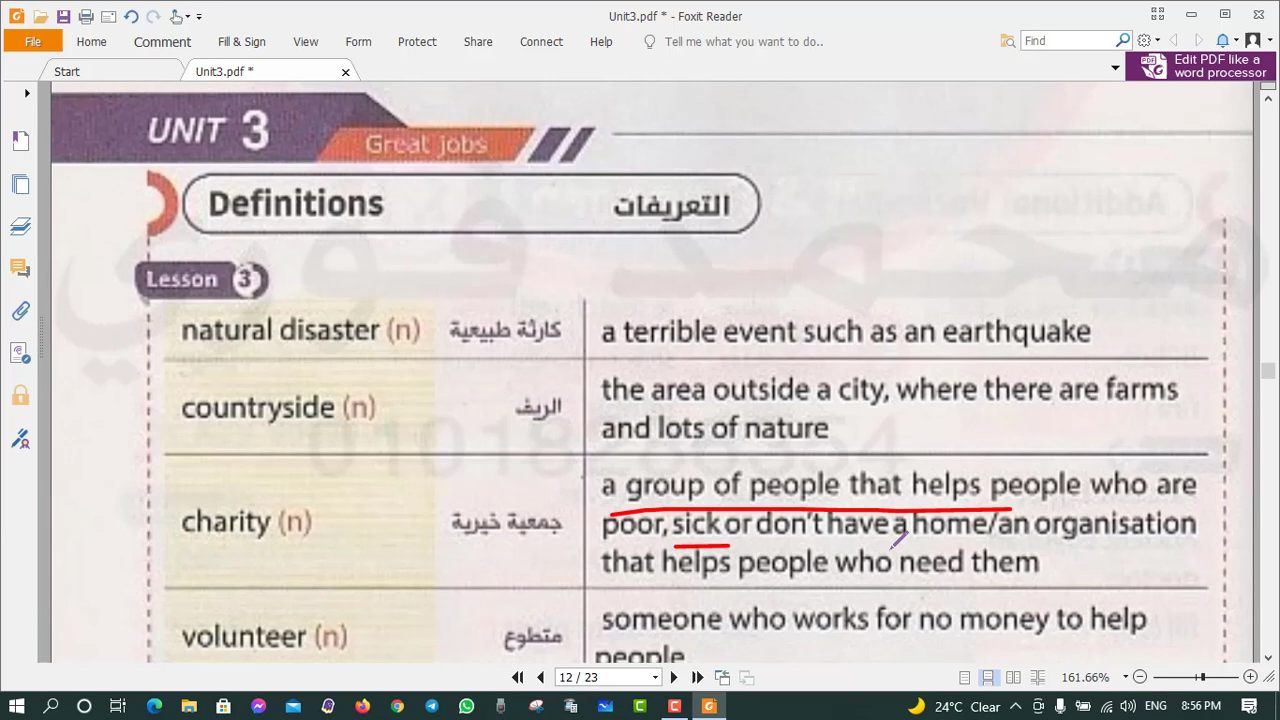 Unit3.pdf * - Foxit Reader
File Home Comment Fill & Sign View Form Protect Share Connect Help Tell me what you want to do.. Find
Start Unit3.pdf *
Edit PDF like a
word processor
UNIT 3
Great jobs
Definitions التعريفات
Lesson 3
natural disaster (n) كارثة طبيعية a terrible event such as an earthquake
countryside (n) الريف the area outside a city, where there are farms
and lots of nature
charity (n) جمعية خيرية a group of people that helps people who are
poor, sick or don't have a home/an organisation
that helps people who need them
volunteer (n) متطوع someone who works for no money to help
people
12 / 23 161.66%
24°C Clear ENG 8:56 PM